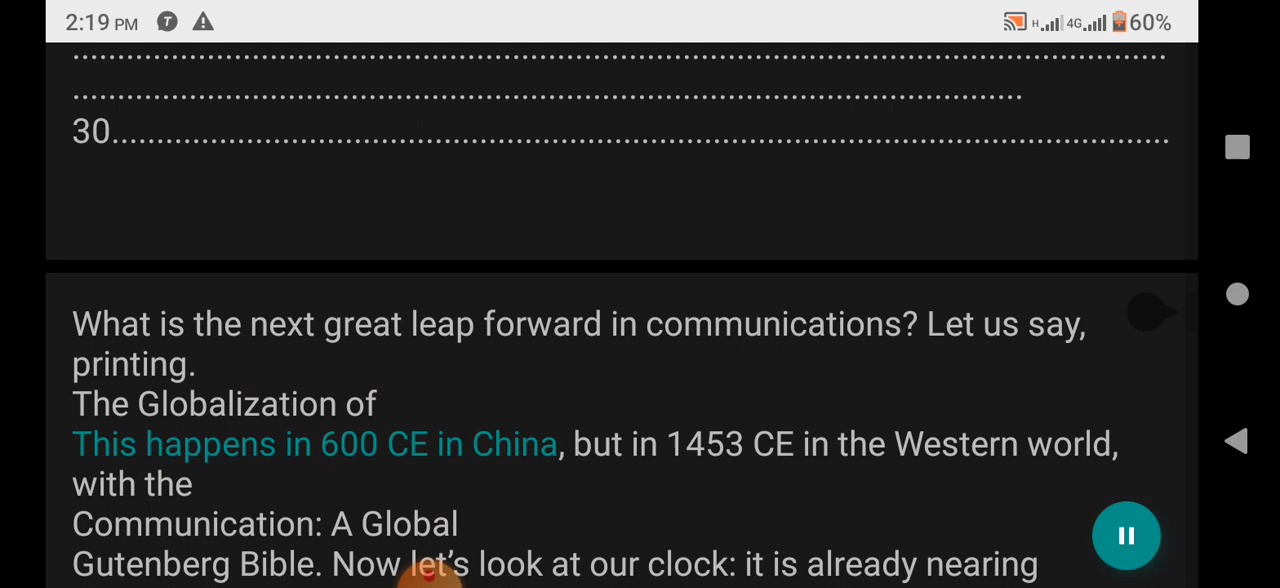 2:19 PM T H 4G 60%
........................................................................................................................
........................................................................................................
30....................................................................................................................
What is the next great leap forward in communications? Let us say,
printing.
The Globalization of
This happens in 600 CE in China, but in 1453 CE in the Western world,
with the
Communication: A Global
Gutenberg Bible. Now let’s look at our clock: it is already nearing